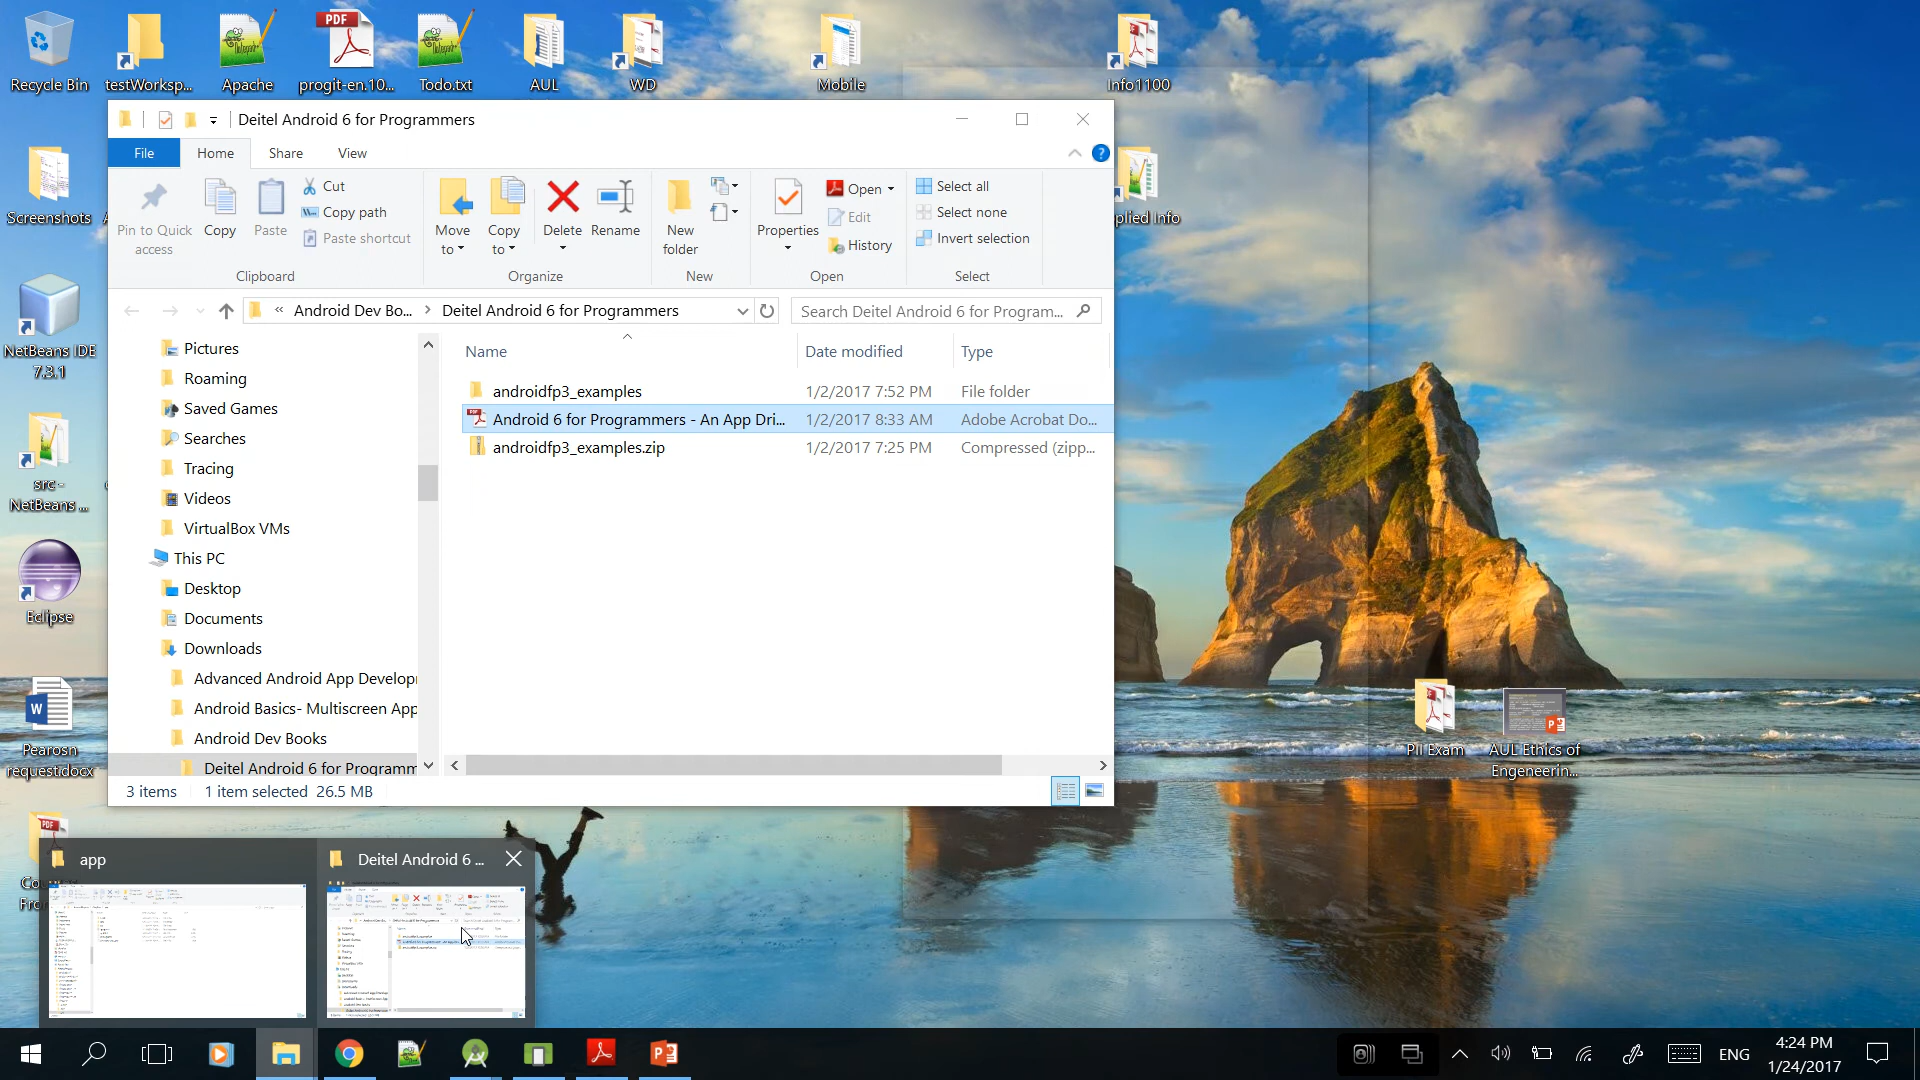 Recycle Bin
testWorksp...
Apache
progit-en.10...
Todo.txt
AUL
WD
Mobile
Info1100
Deitel Android 6 for Programmers
File
Home
Share
View
Pin to Quick access
Copy
Paste
Cut
Copy path
Paste shortcut
Clipboard
Move to
Copy to
Delete
Rename
Organize
New folder
New
Properties
Open
Edit
History
Open
Select all
Select none
Invert selection
Select
Screenshots
plied Info
« Android Dev Bo... > Deitel Android 6 for Programmers
Search Deitel Android 6 for Program...
Name
Date modified
Type
androidfp3_examples 1/2/2017 7:52 PM File folder
Android 6 for Programmers - An App Dri... 1/2/2017 8:33 AM Adobe Acrobat Do...
androidfp3_examples.zip 1/2/2017 7:25 PM Compressed (zipp...
Pictures
Roaming
Saved Games
Searches
Tracing
Videos
VirtualBox VMs
This PC
Desktop
Documents
Downloads
Advanced Android App Develop
Android Basics- Multiscreen App
Android Dev Books
Deitel Android 6 for Programm
3 items 1 item selected 26.5 MB
NetBeans IDE
7.3.1
src -
NetBeans ...
Eclipse
Pearosn
request.docx
PII Exam
AUL Ethics of
Engeneerin...
app
Deitel Android 6 ...
ENG
4:24 PM
1/24/2017